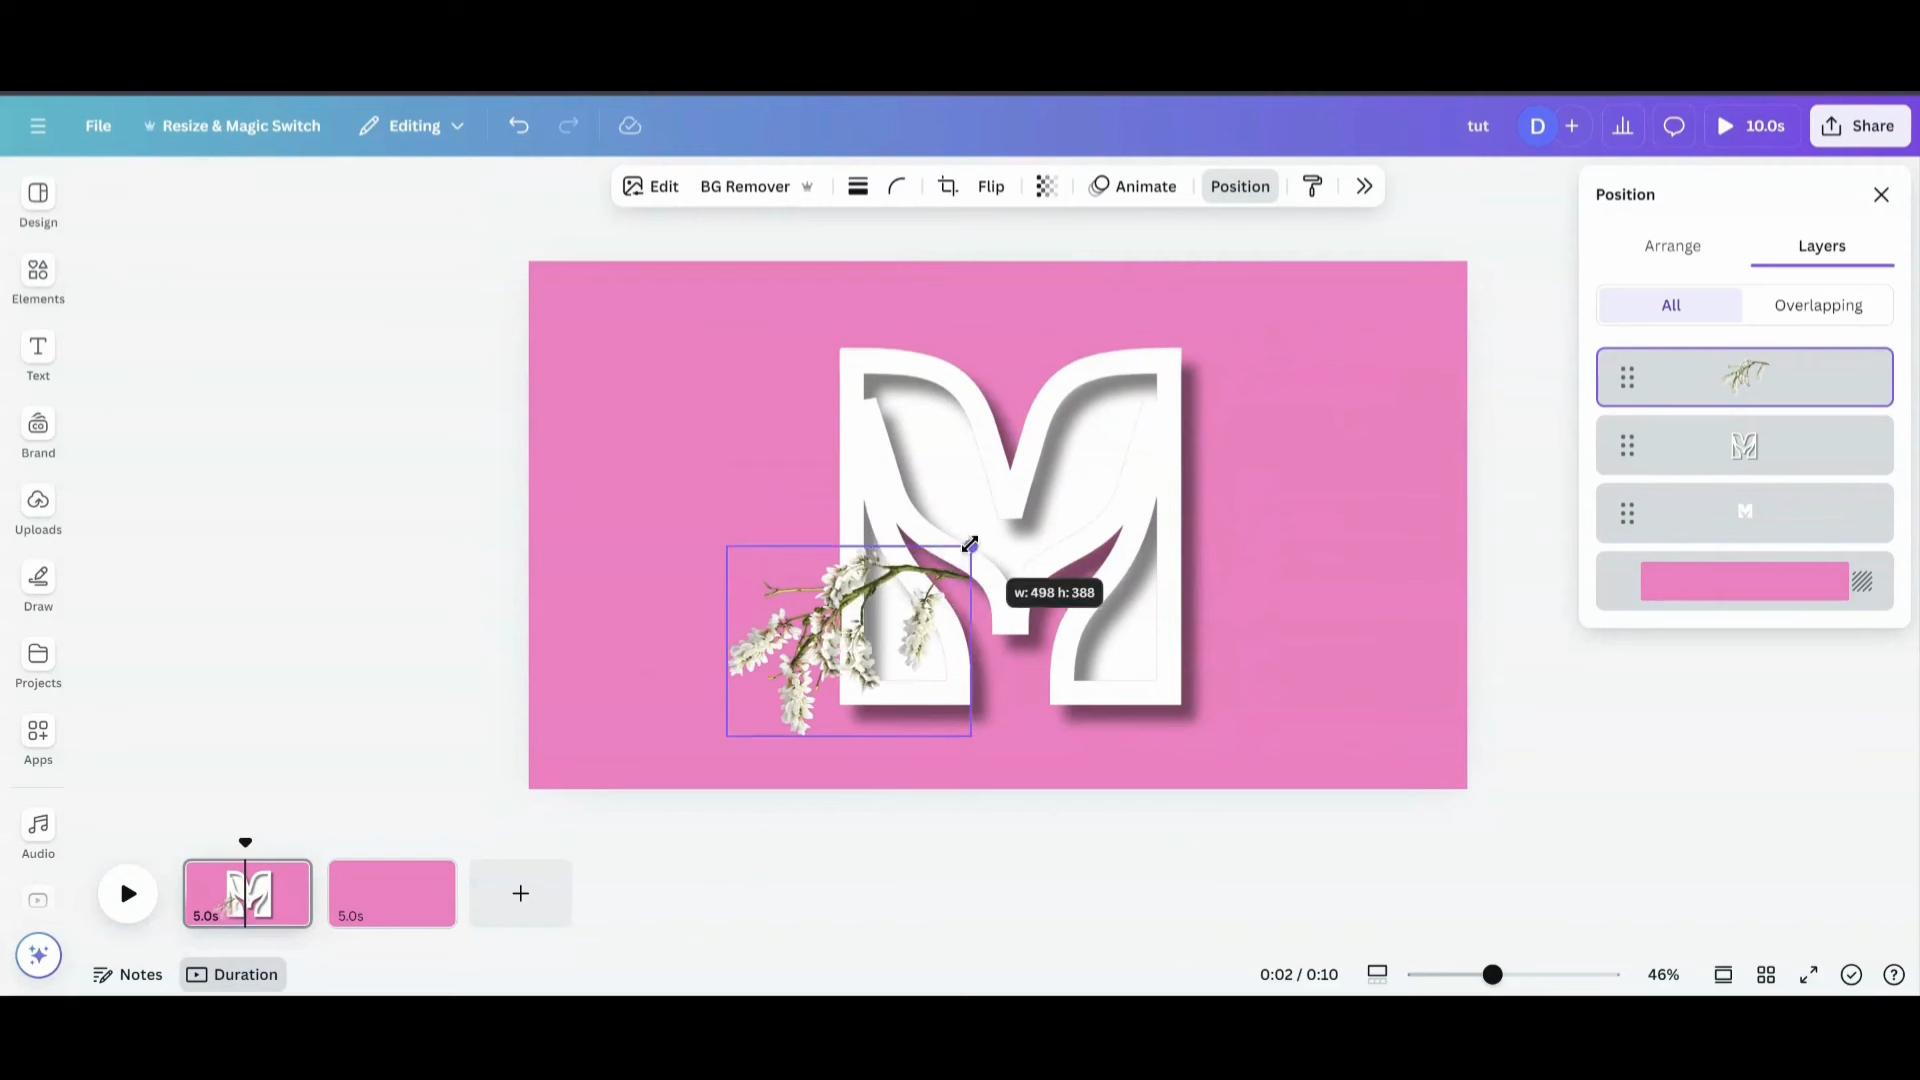 File
Resize & Magic Switch
Editing
tut
D
10.0s
Share
Edit
BG Remover
Flip
Animate
Position
Position
Arrange
Layers
All
Overlapping
Design
Elements
Text
Brand
Uploads
Draw
Projects
Apps
Audio
M
w: 498 h: 388
5.0s
5.0s
Notes
Duration
0:02 / 0:10
46%